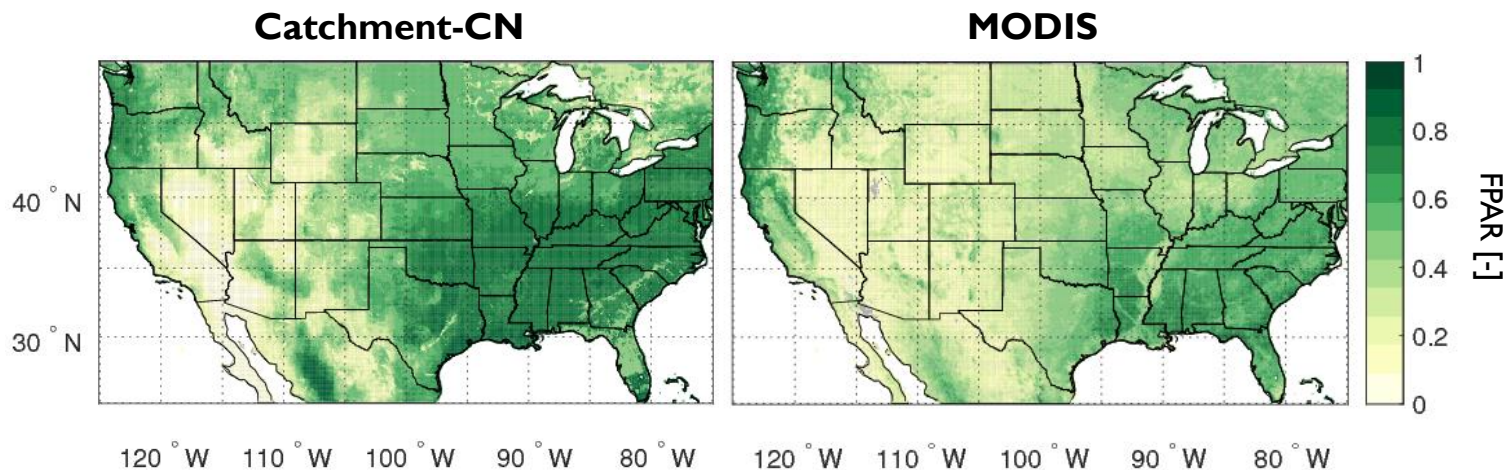 Catchment-CN
MODIS
40 ° N
30 ° N
120 ° W
110 ° W
100 ° W
90 ° W
80 ° W
120 ° W
110 ° W
100 ° W
90 ° W
80 ° W
1
0.8
0.6
0.4
0.2
0
FPAR [-]